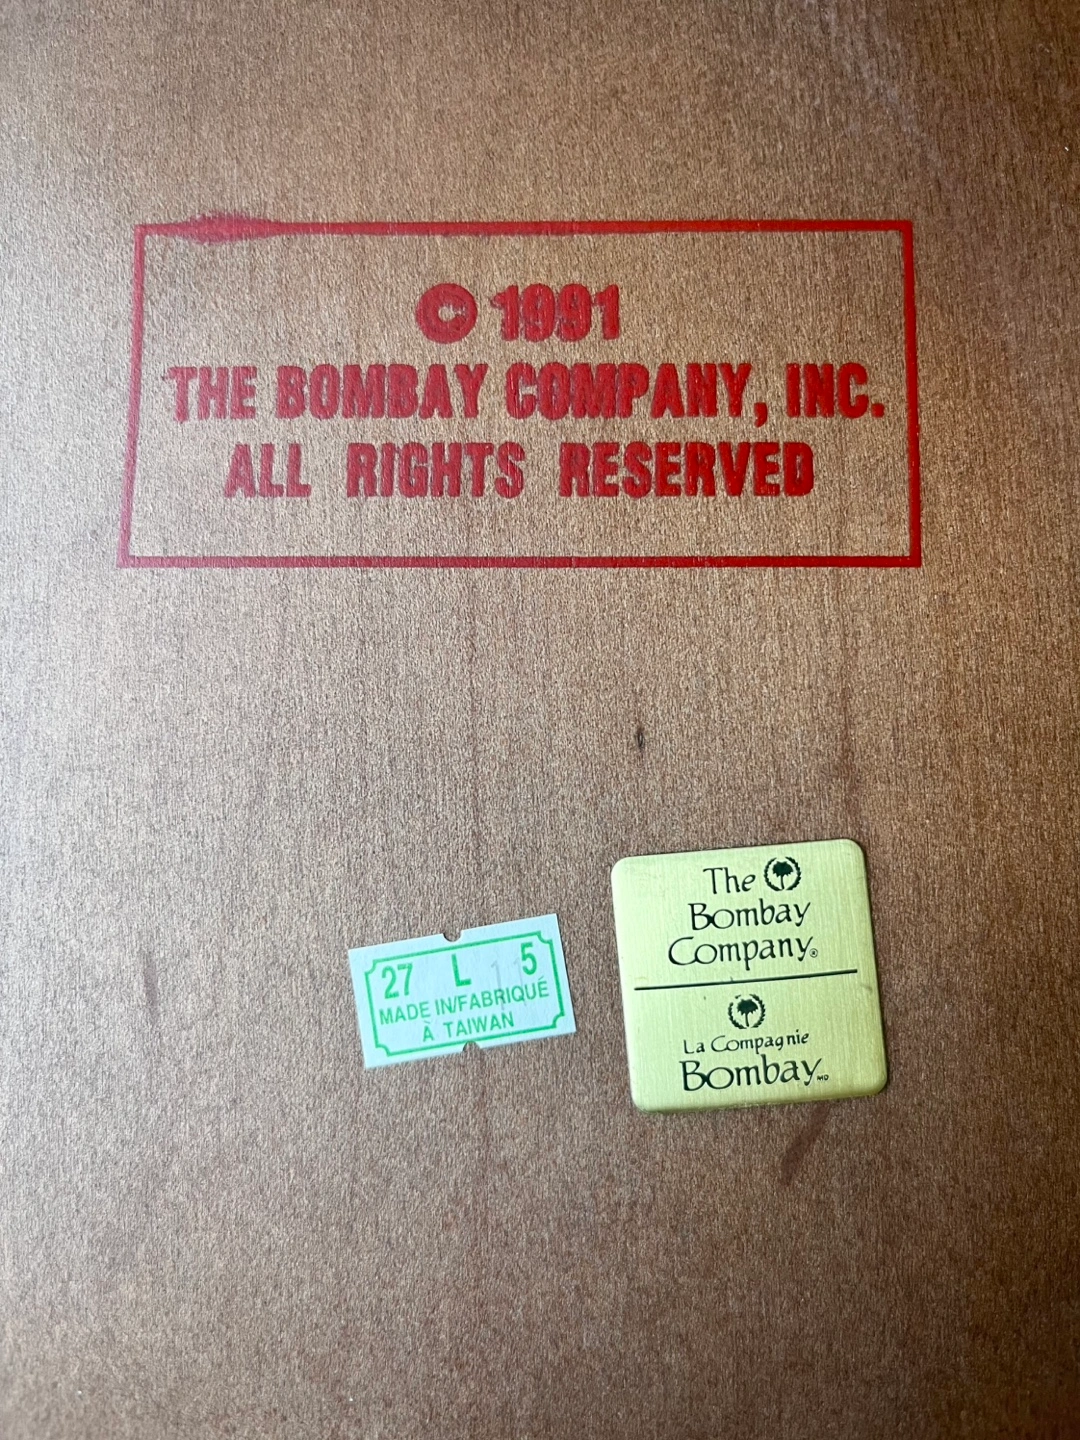 © 1991
THE BOMBAY COMPANY, INC.
ALL RIGHTS RESERVED
27 L 5
MADE IN/FABRIQUÉ
À TAIWAN
The
Bombay
Company®
La Compagnie
Bombay MD